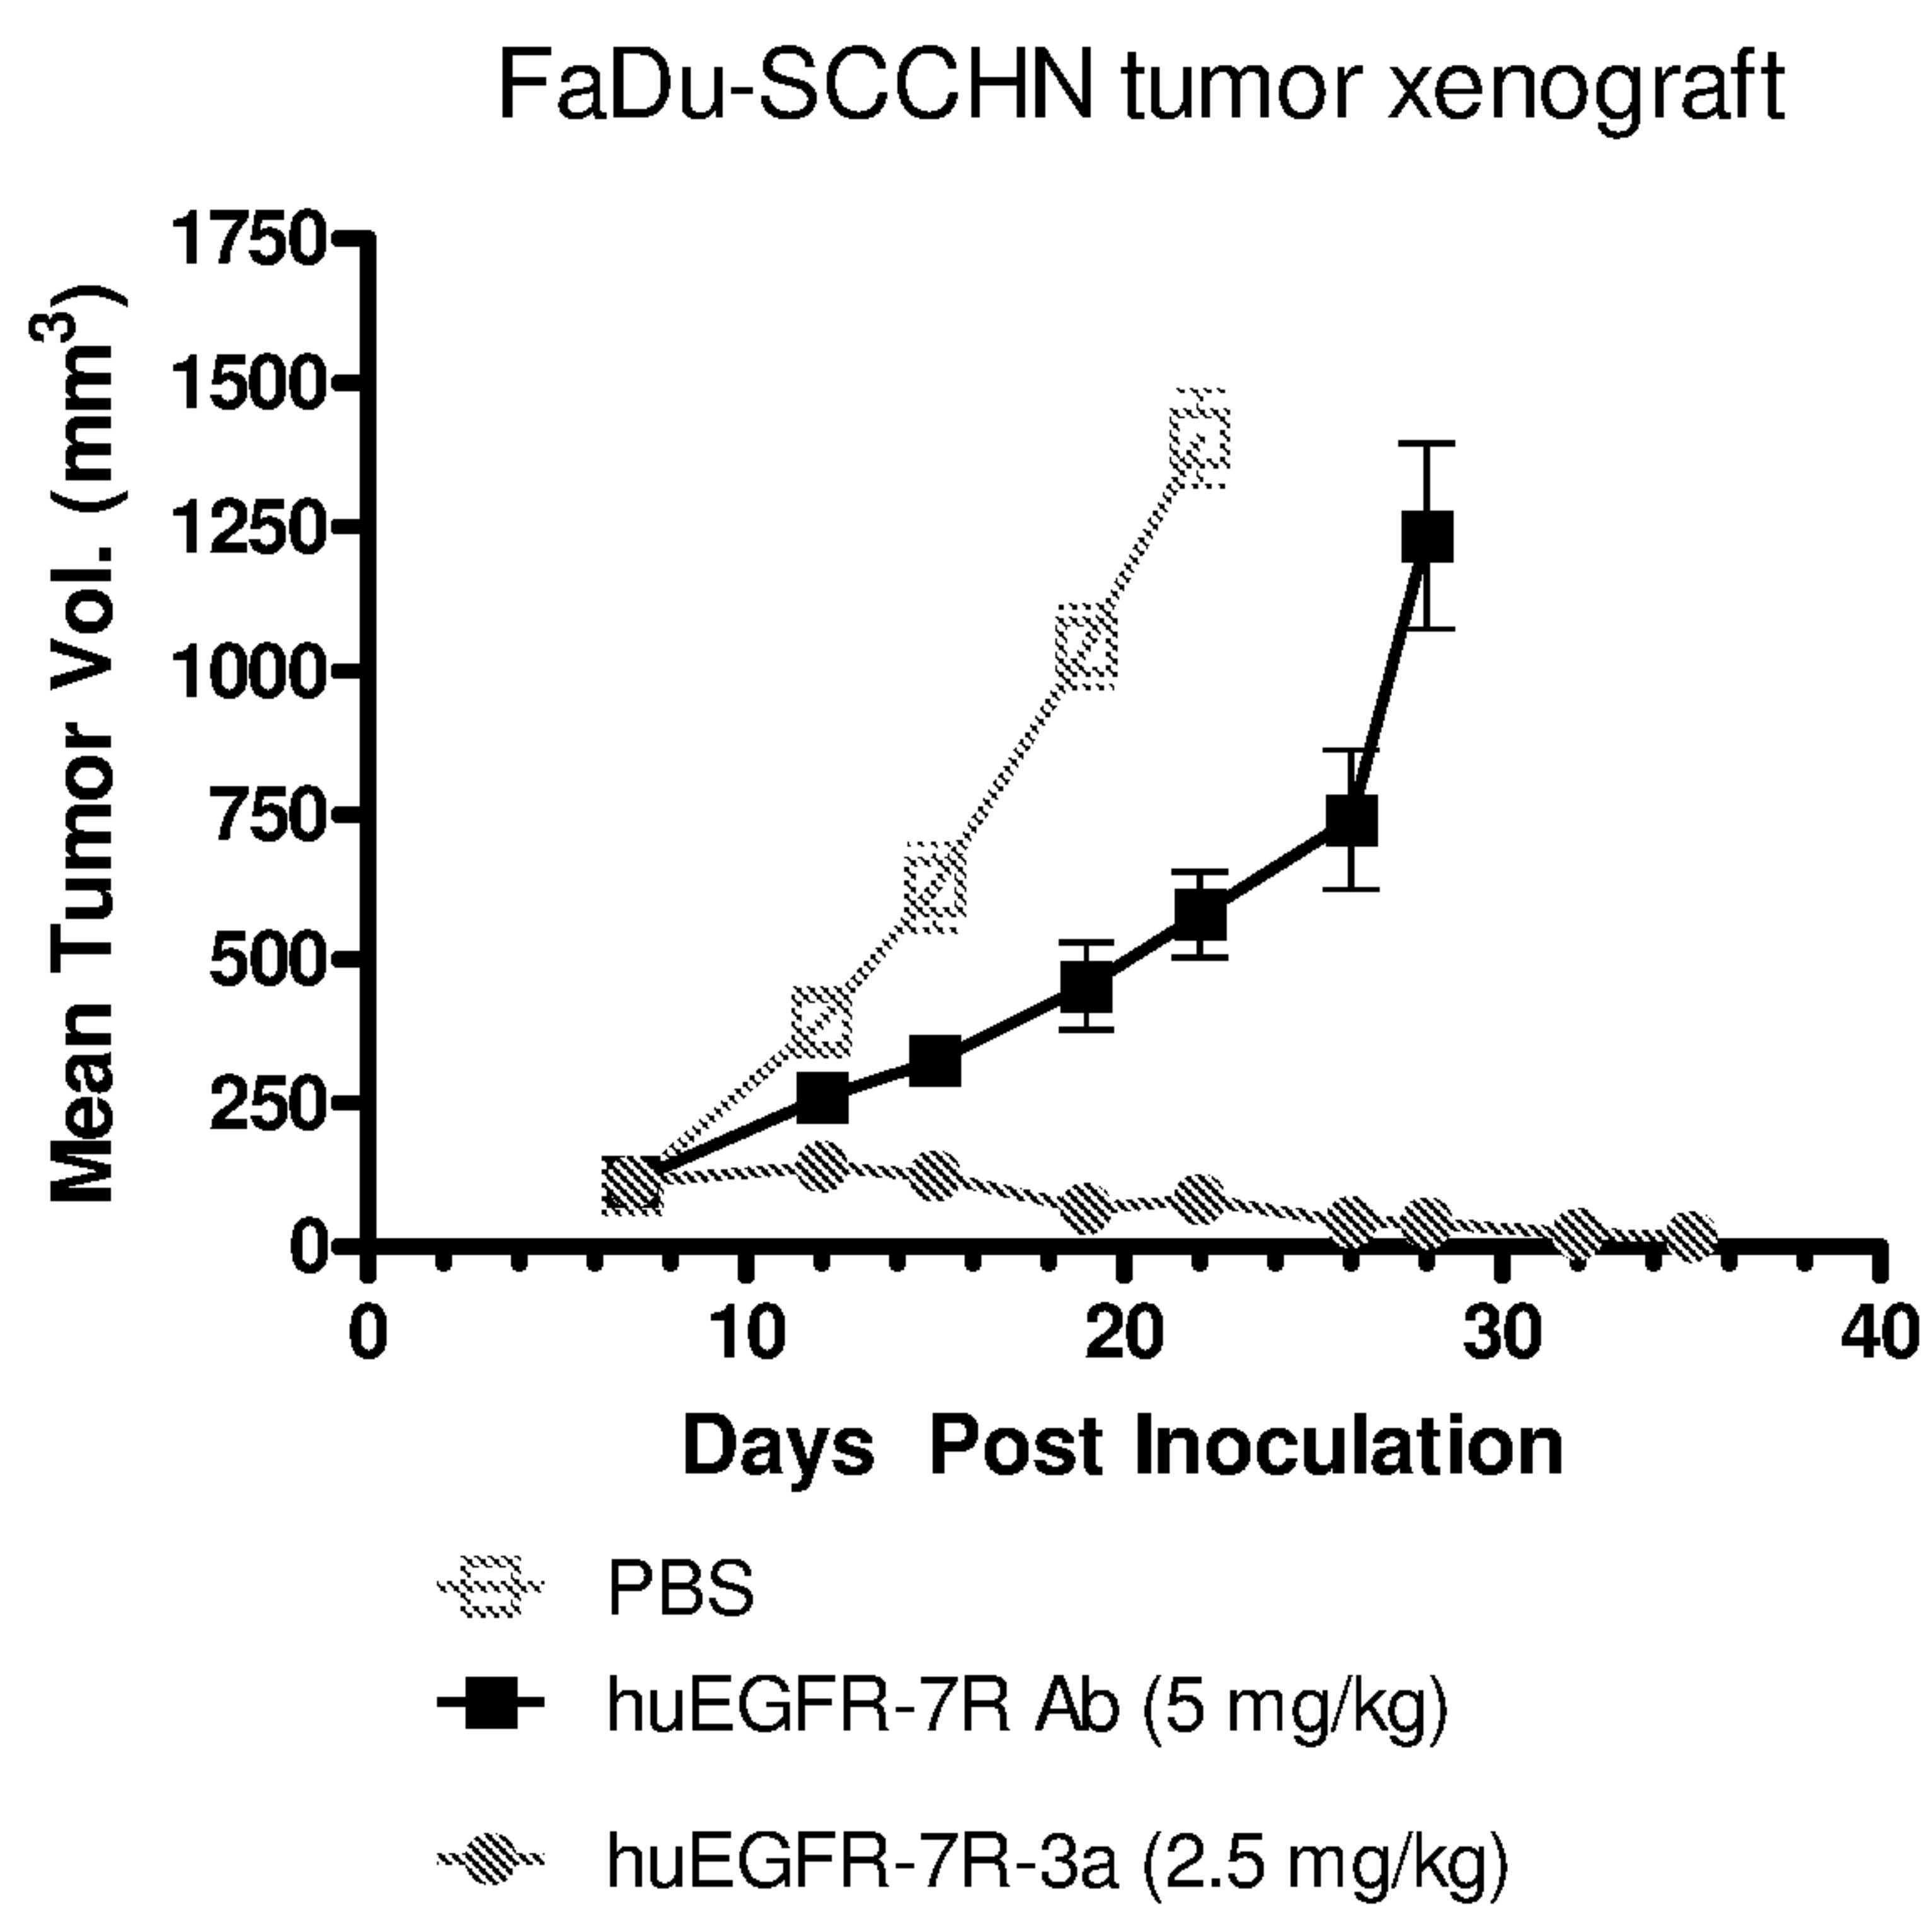 FaDu-SCCHN tumor xenograft
Mean Tumor Vol. (mm³)
1750
1500
1250
1000
750
500
250
0
0 10 20 30 40
Days Post Inoculation
PBS
huEGFR-7R Ab (5 mg/kg)
huEGFR-7R-3a (2.5 mg/kg)